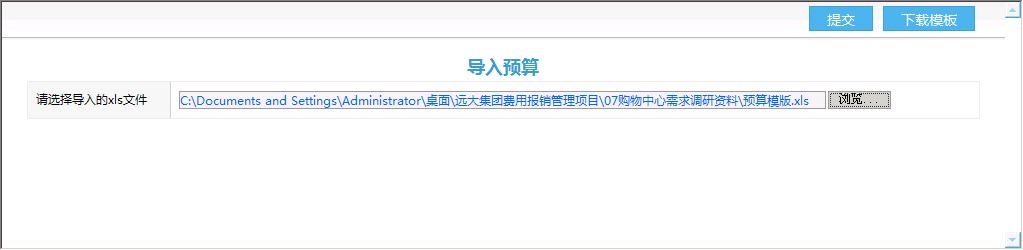 提交 下载模板
导入预算
请选择导入的xls文件 C:\Documents and Settings\Administrator\桌面\远大集团费用报销管理项目\07购物中心需求调研资料\预算模版.xls 浏览...